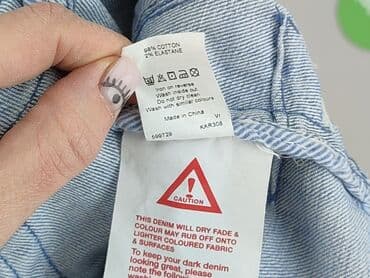 98% COTTON
2% ELASTANE
Iron on reverse
Wash inside out.
Do not dry clean.
Wash with similar colours
Made in China
Vr
599729
KAR305
CAUTION
THIS DENIM WILL DRY FADE &
COLOUR MAY RUB OFF ONTO
LIGHTER COLOURED FABRIC
& SURFACES
To keep your dark denim
looking great, please